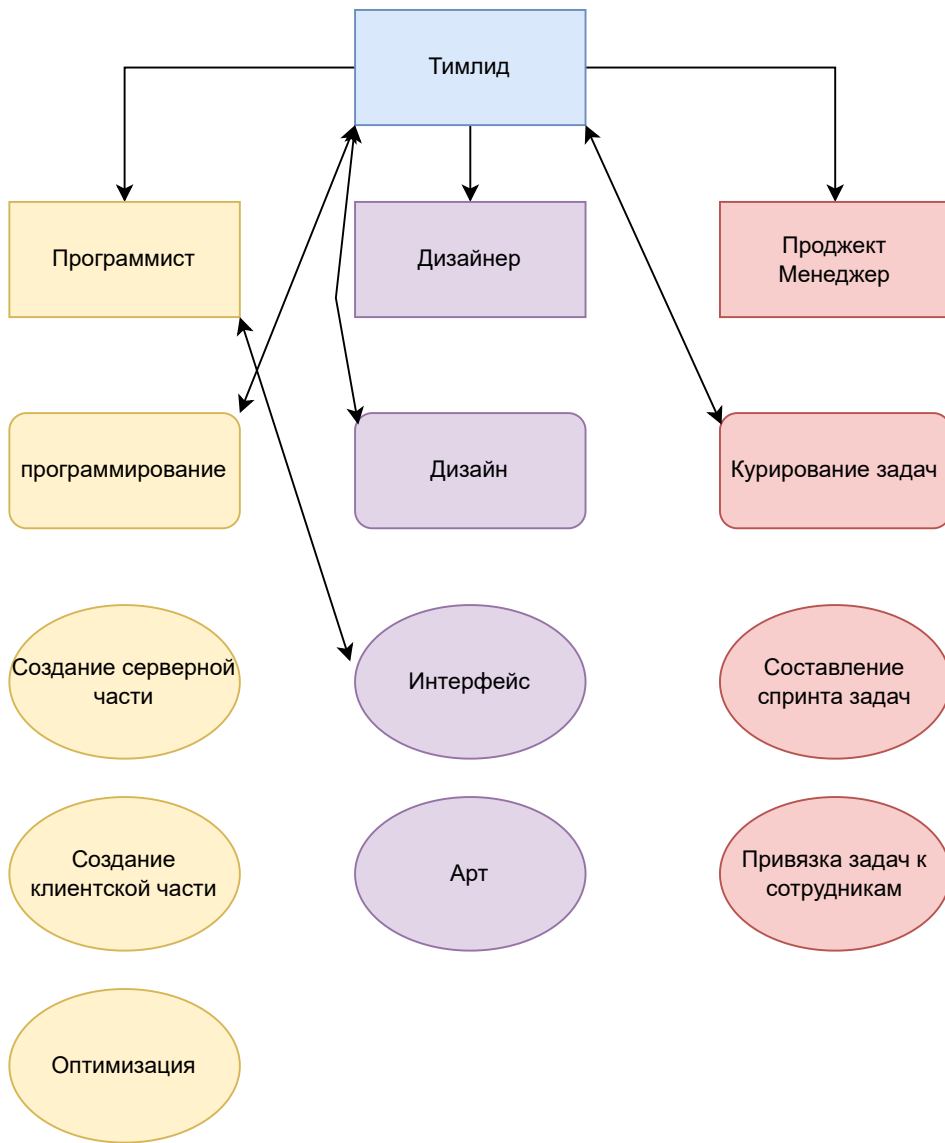 Тимлид
Программист
Дизайнер
Проджект
Менеджер
программирование
Дизайн
Курирование задач
Создание серверной
части
Интерфейс
Составление
спринта задач
Создание
клиентской части
Арт
Привязка задач к
сотрудникам
Оптимизация